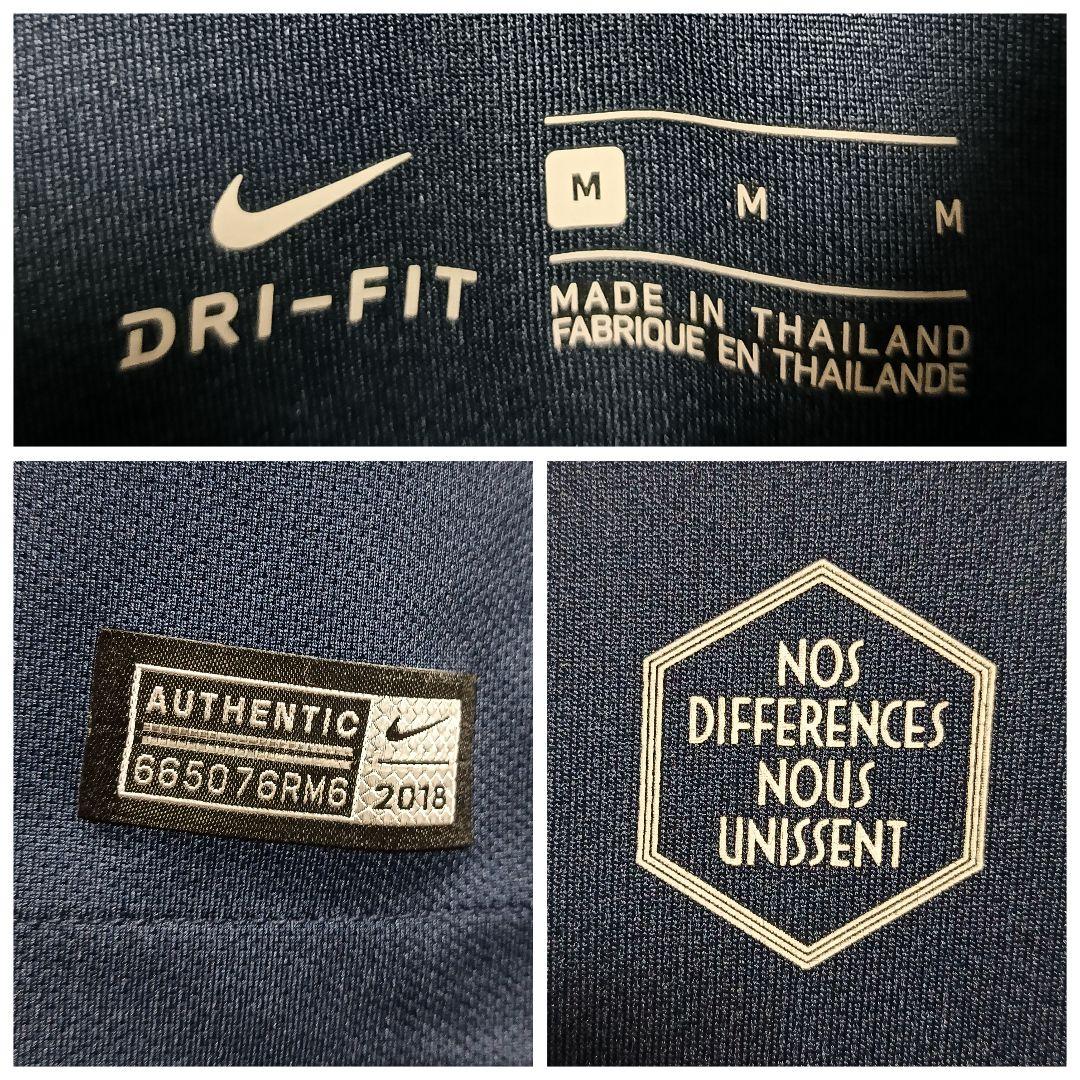 DRI-FIT
M M M
MADE IN THAILAND
FABRIQUE EN THAILANDE
AUTHENTIC
665076RM6
2018
NOS
DIFFERENCES
NOUS
UNISSENT